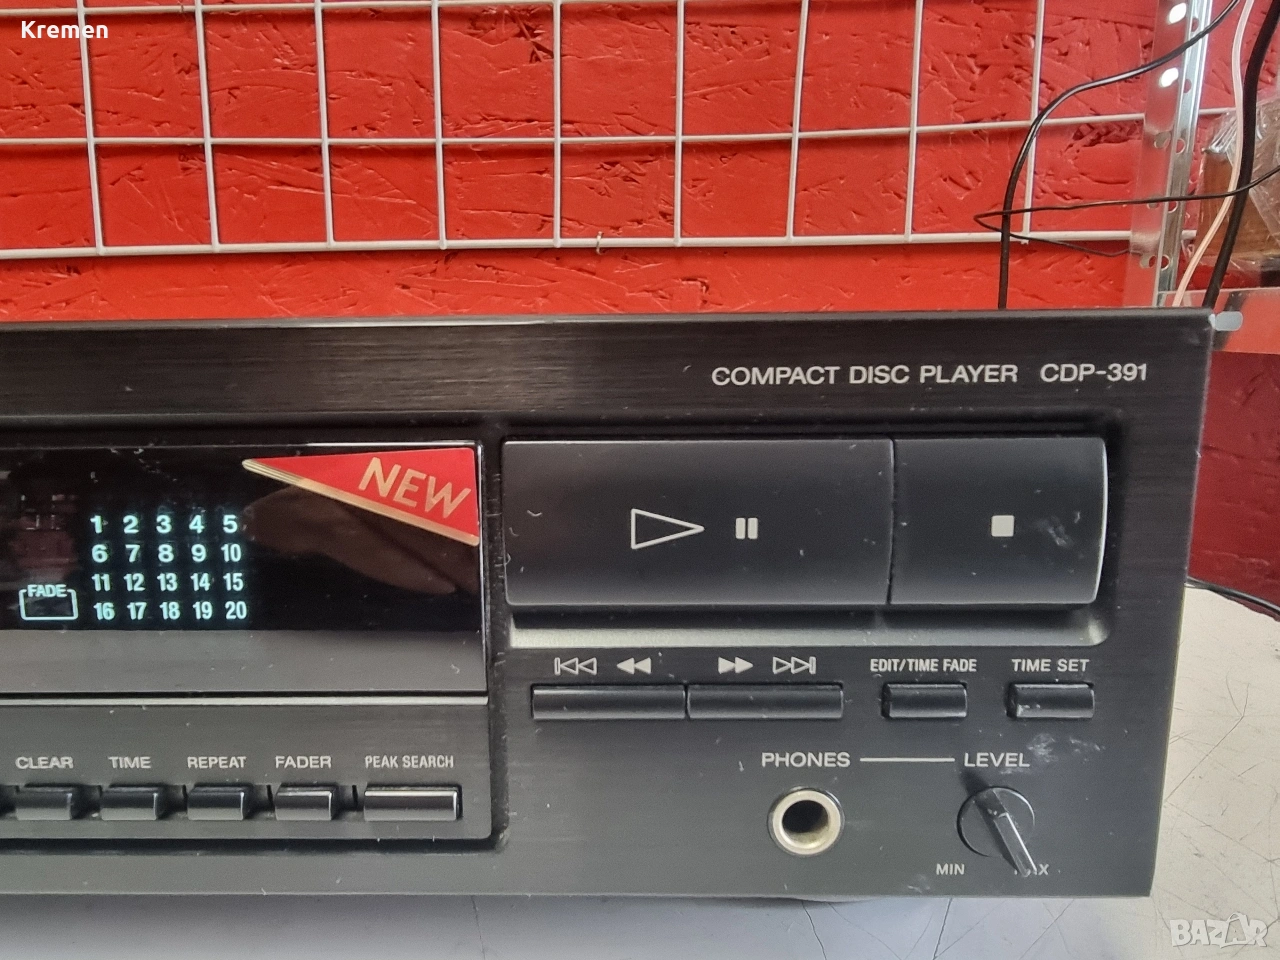 Kremen
COMPACT DISC PLAYER CDP-391
NEW
1 2 3 4 5
6 7 8 9 10
11 12 13 14 15
16 17 18 19 20
FADE
EDIT/TIME FADE TIME SET
CLEAR TIME REPEAT FADER PEAK SEARCH
PHONES LEVEL
MIN MAX
BAZAR